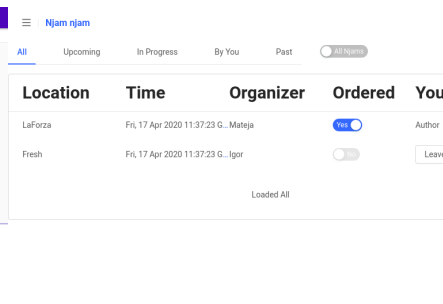 Njam njam
All Upcoming In Progress By You Past All Njams
Location Time Organizer Ordered You
LaForza Fri, 17 Apr 2020 11:37:23 G... Mateja Yes Author
Fresh Fri, 17 Apr 2020 11:37:23 G... Igor No Leave
Loaded All